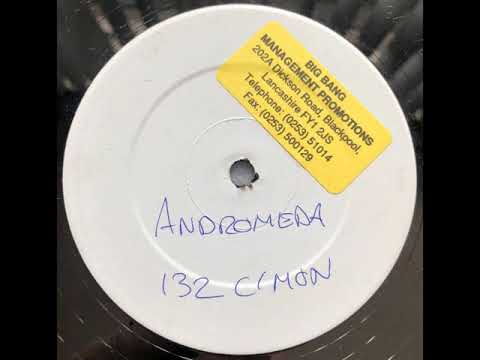 BIG BANG
MANAGEMENT PROMOTIONS
202A Dickson Road, Blackpool,
Lancashire FY1 2JS
Telephone: (0253) 51014
Fax: (0253) 500129
ANDROMEDA
132 C'MON